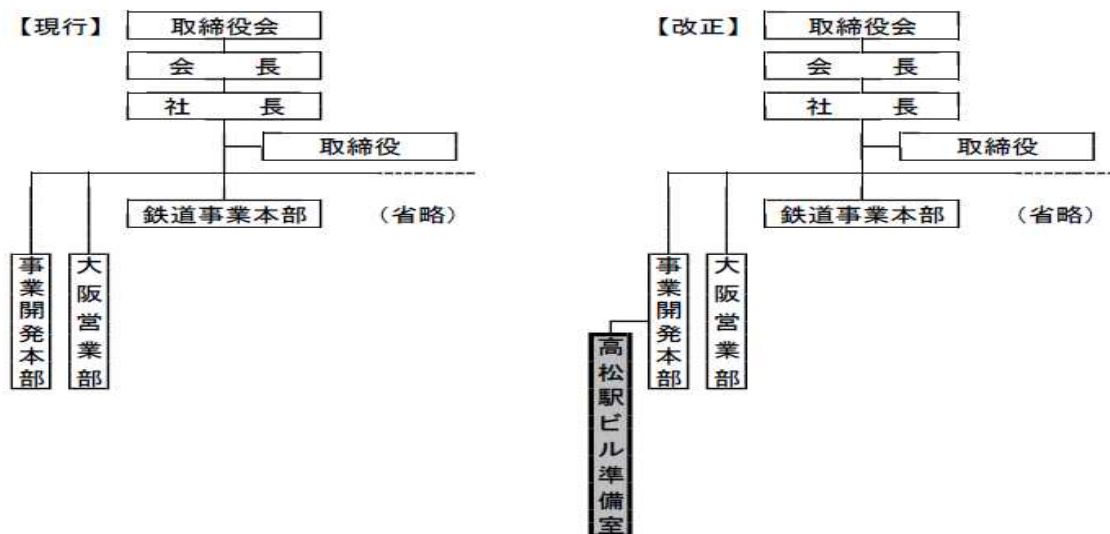 【現行】
取締役会
会長
社長
取締役
鉄道事業本部
（省略）
事業開発本部
大阪営業部
【改正】
取締役会
会長
社長
取締役
鉄道事業本部
（省略）
高松駅ビル準備室
事業開発本部
大阪営業部